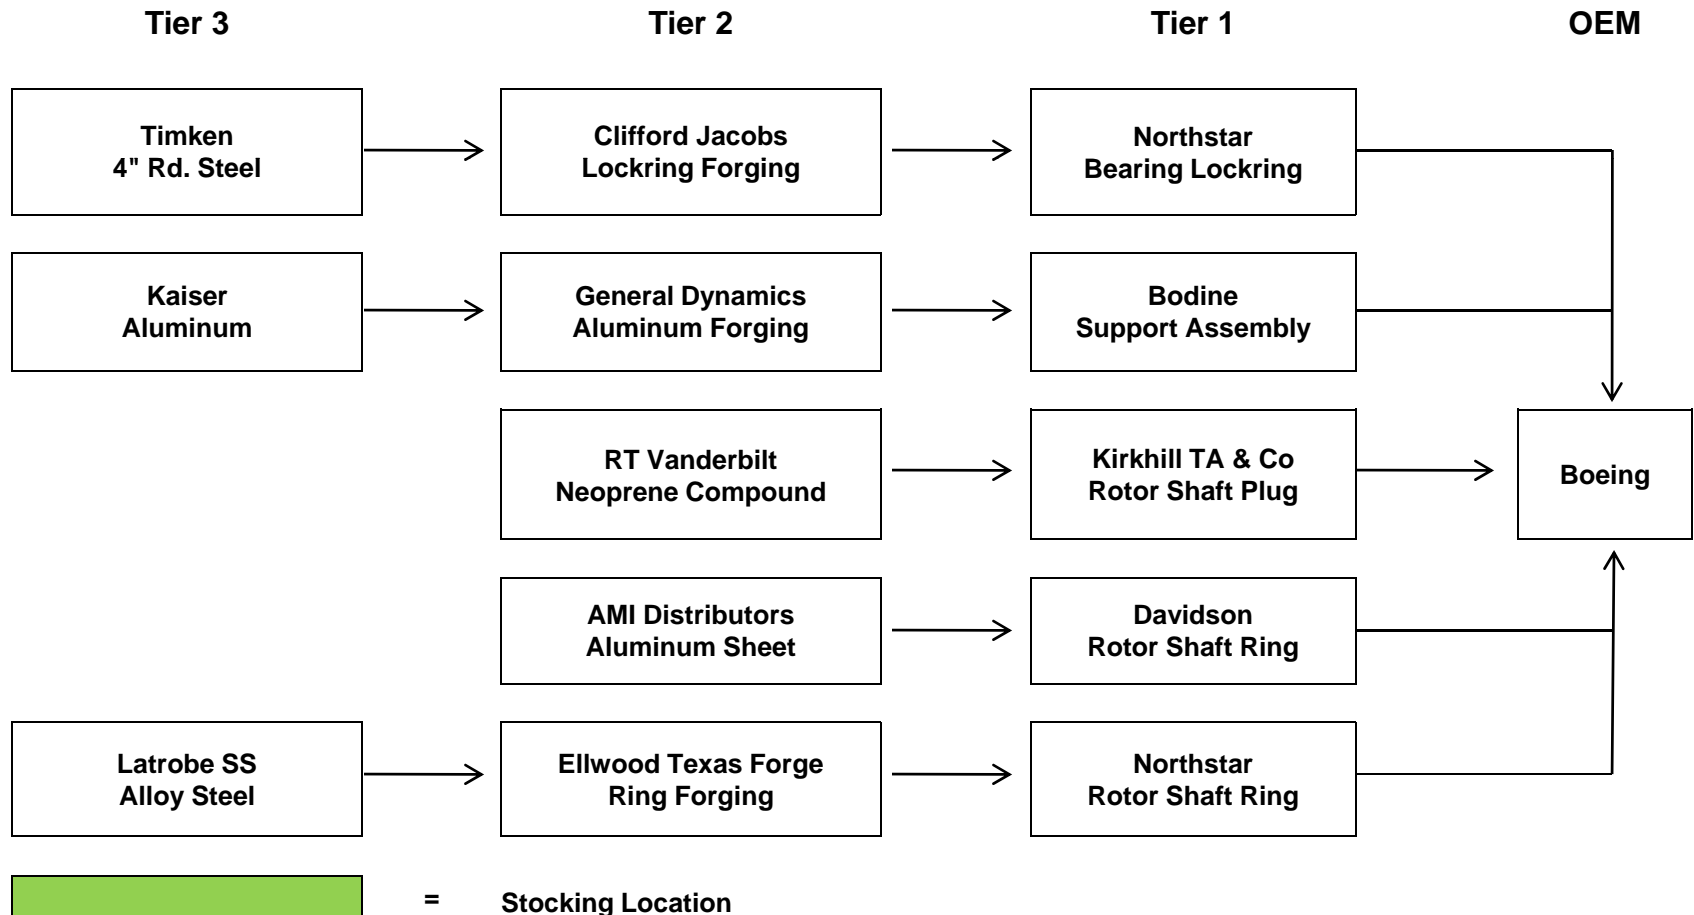 Tier 3
Tier 2
Tier 1
OEM
Timken
4" Rd. Steel
Clifford Jacobs
Lockring Forging
Northstar
Bearing Lockring
Kaiser
Aluminum
General Dynamics
Aluminum Forging
Bodine
Support Assembly
RT Vanderbilt
Neoprene Compound
Kirkhill TA & Co
Rotor Shaft Plug
Boeing
AMI Distributors
Aluminum Sheet
Davidson
Rotor Shaft Ring
Latrobe SS
Alloy Steel
Ellwood Texas Forge
Ring Forging
Northstar
Rotor Shaft Ring
= Stocking Location